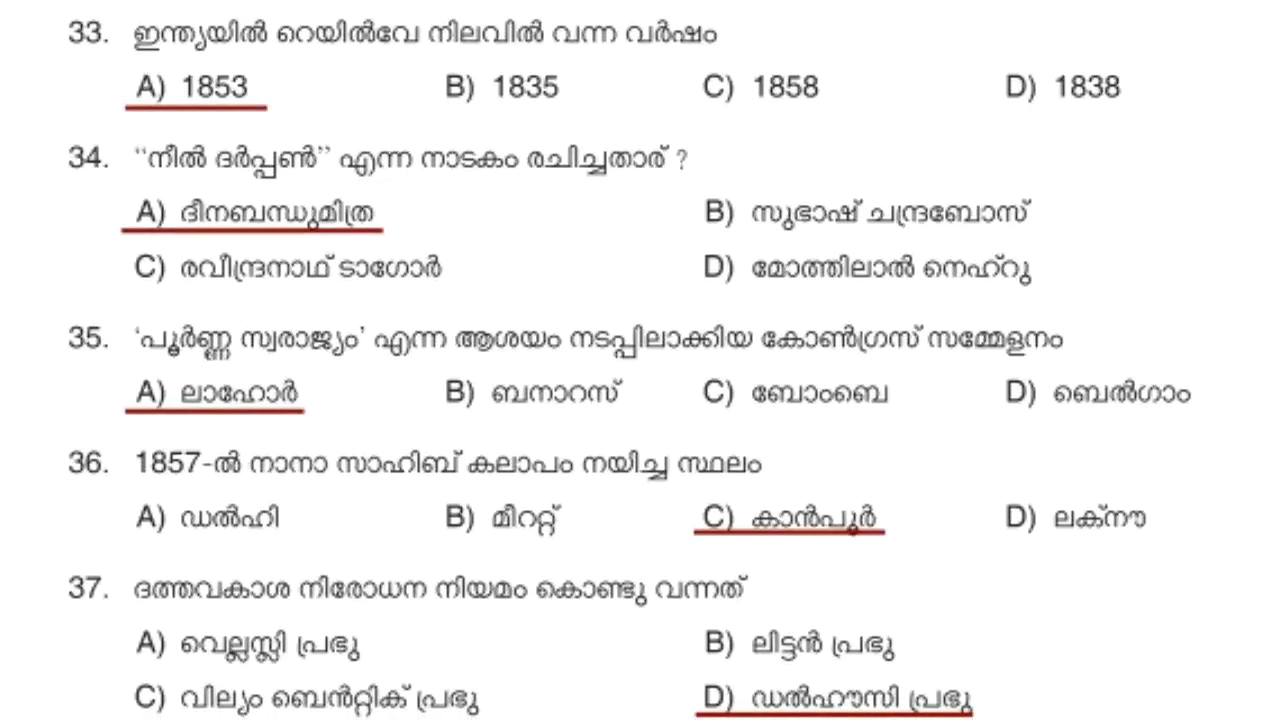 33. ഇന്ത്യയിൽ റെയിൽവേ നിലവിൽ വന്ന വർഷം
A) 1853 B) 1835 C) 1858 D) 1838
34. “നീൽ ദർപ്പൺ” എന്ന നാടകം രചിച്ചതാര് ?
A) ദീനബന്ധുമിത്ര B) സുഭാഷ് ചന്ദ്രബോസ്
C) രവീന്ദ്രനാഥ് ടാഗോർ D) മോത്തിലാൽ നെഹ്റു
35. ‘പൂർണ്ണ സ്വരാജ്യം’ എന്ന ആശയം നടപ്പിലാക്കിയ കോൺഗ്രസ് സമ്മേളനം
A) ലാഹോർ B) ബനാറസ് C) ബോംബെ D) ബെൽഗാം
36. 1857-ൽ നാനാ സാഹിബ് കലാപം നയിച്ച സ്ഥലം
A) ഡൽഹി B) മീററ്റ് C) കാൻപൂർ D) ലക്നൗ
37. ദത്തവകാശ നിരോധന നിയമം കൊണ്ടു വന്നത്
A) വെല്ലസ്ലി പ്രഭു B) ലിട്ടൻ പ്രഭു
C) വില്യം ബെൻറ്റിക് പ്രഭു D) ഡൽഹൗസി പ്രഭു